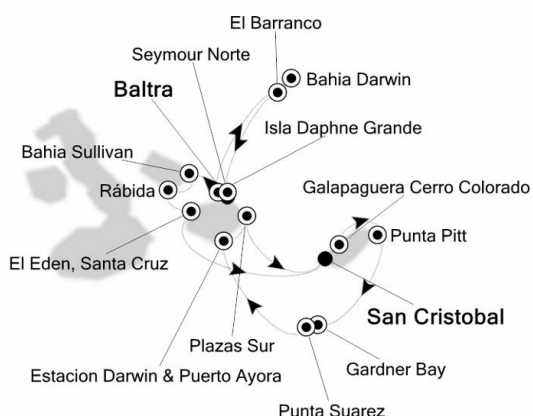 El Barranco
Seymour Norte
Bahia Darwin
Baltra
Isla Daphne Grande
Bahia Sullivan
Galapaguera Cerro Colorado
Rábida
Punta Pitt
El Eden, Santa Cruz
San Cristobal
Plazas Sur
Gardner Bay
Estacion Darwin & Puerto Ayora
Punta Suarez